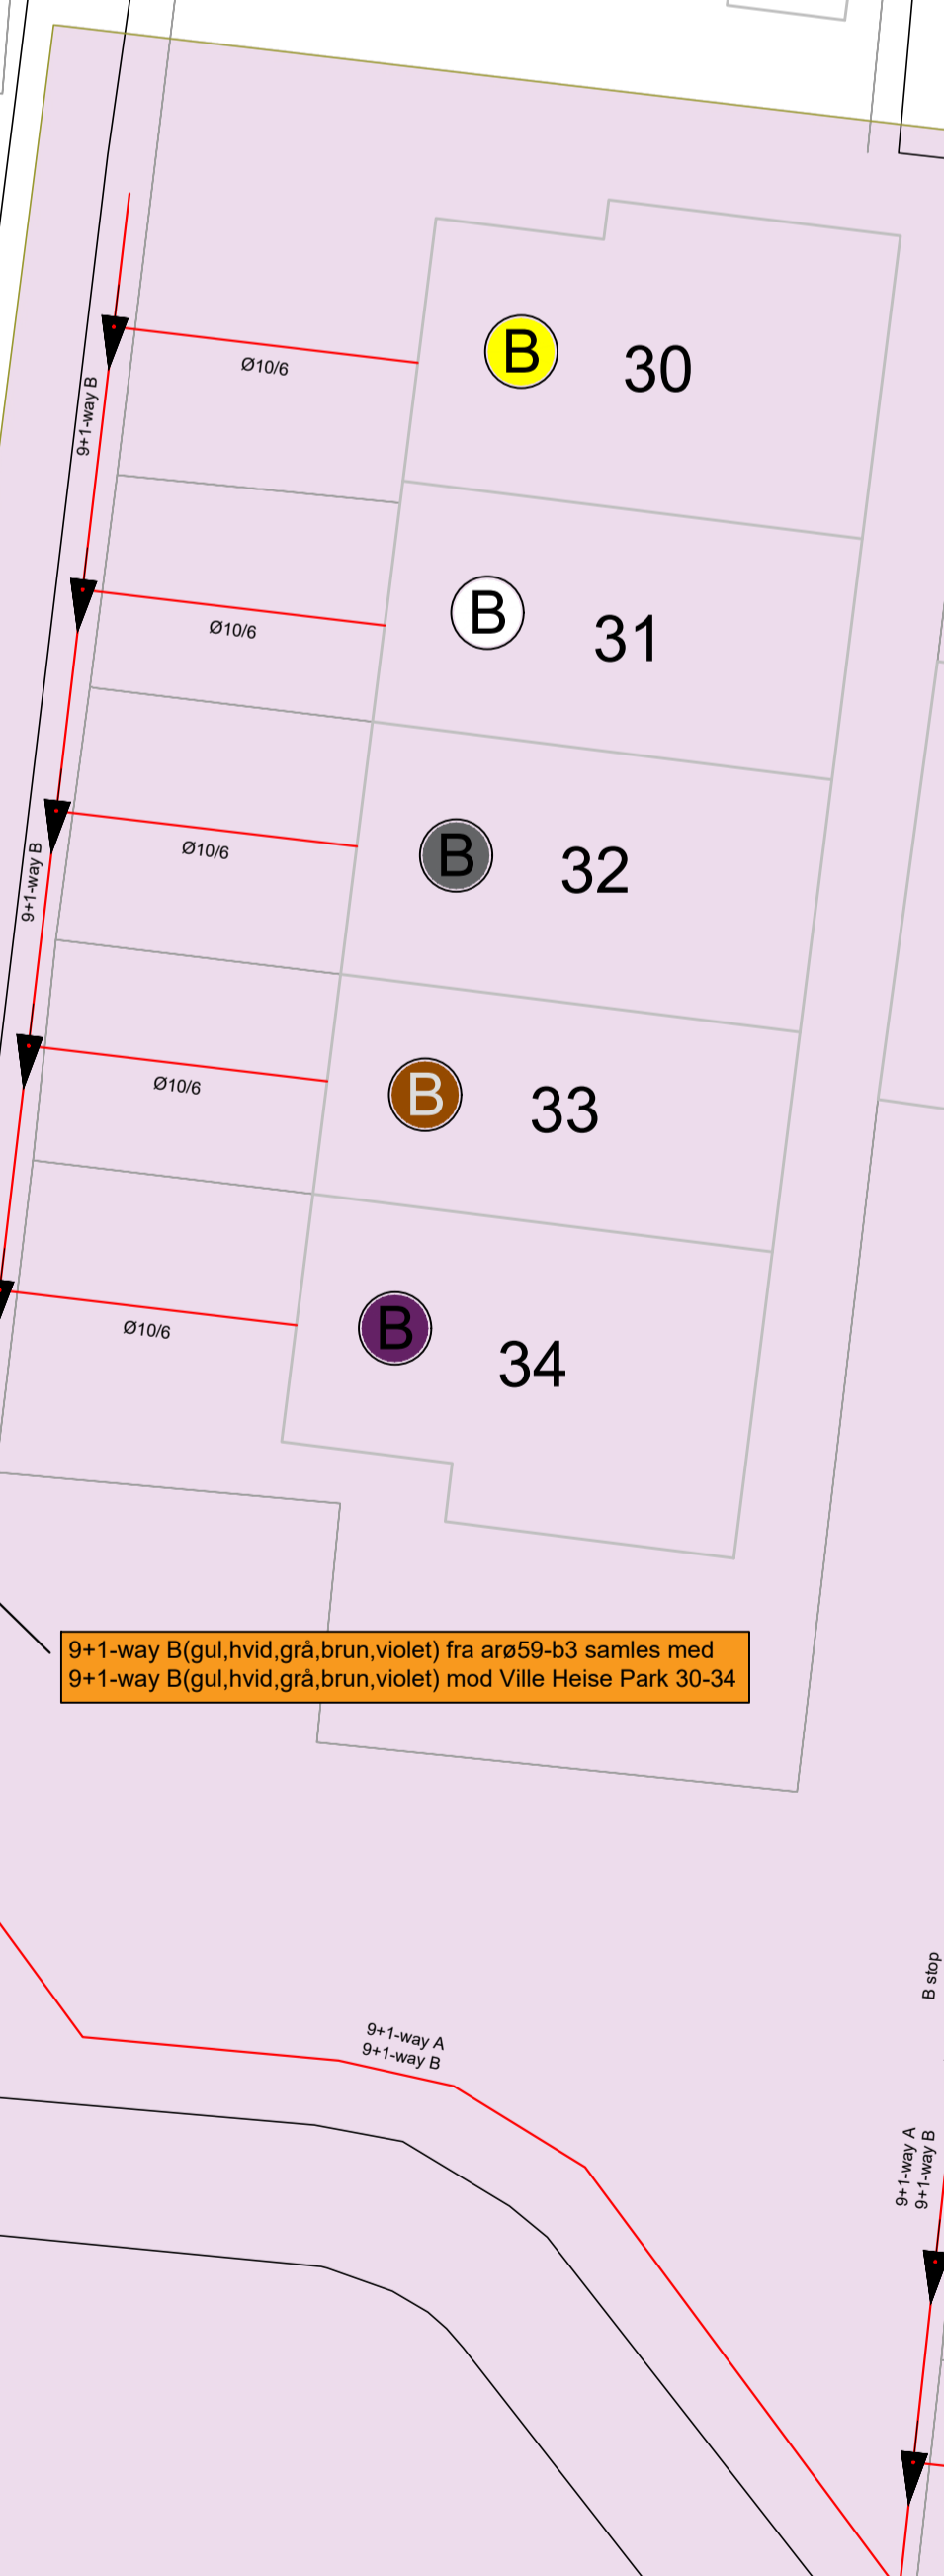 B 30
Ø10/6
9+1-way B
B 31
Ø10/6
B 32
Ø10/6
9+1-way B
B 33
Ø10/6
B 34
Ø10/6
9+1-way B(gul,hvid,grå,brun,violet) fra arø59-b3 samles med
9+1-way B(gul,hvid,grå,brun,violet) mod Ville Heise Park 30-34
B stop
9+1-way A
9+1-way B
9+1-way A
9+1-way B